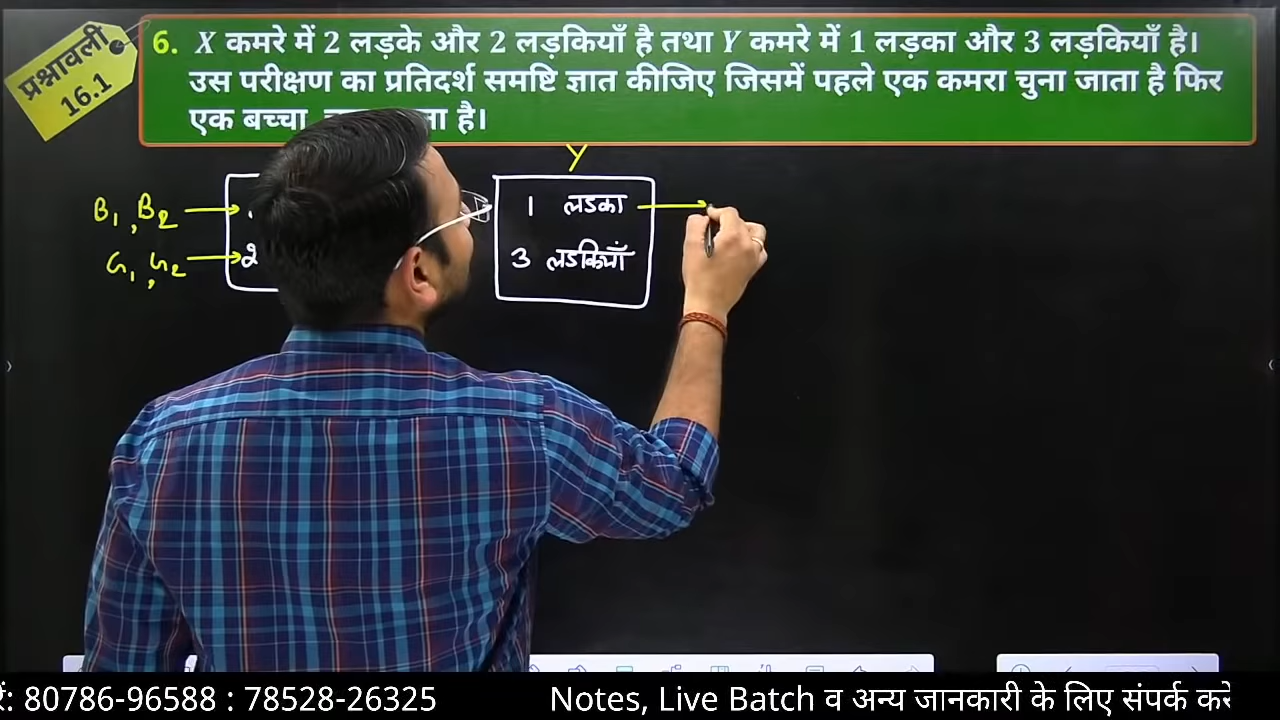 प्रश्नावली
16.1
6. X कमरे में 2 लड़के और 2 लड़कियाँ है तथा Y कमरे में 1 लड़का और 3 लड़कियाँ है।
उस परीक्षण का प्रतिदर्श समष्टि ज्ञात कीजिए जिसमें पहले एक कमरा चुना जाता है फिर
एक बच्चा है।
Y
B₁, B₂
1 लडका
G₁, G₂ 2
3 लडकियाँ
80786-96588 : 78528-26325 Notes, Live Batch व अन्य जानकारी के लिए संपर्क करें